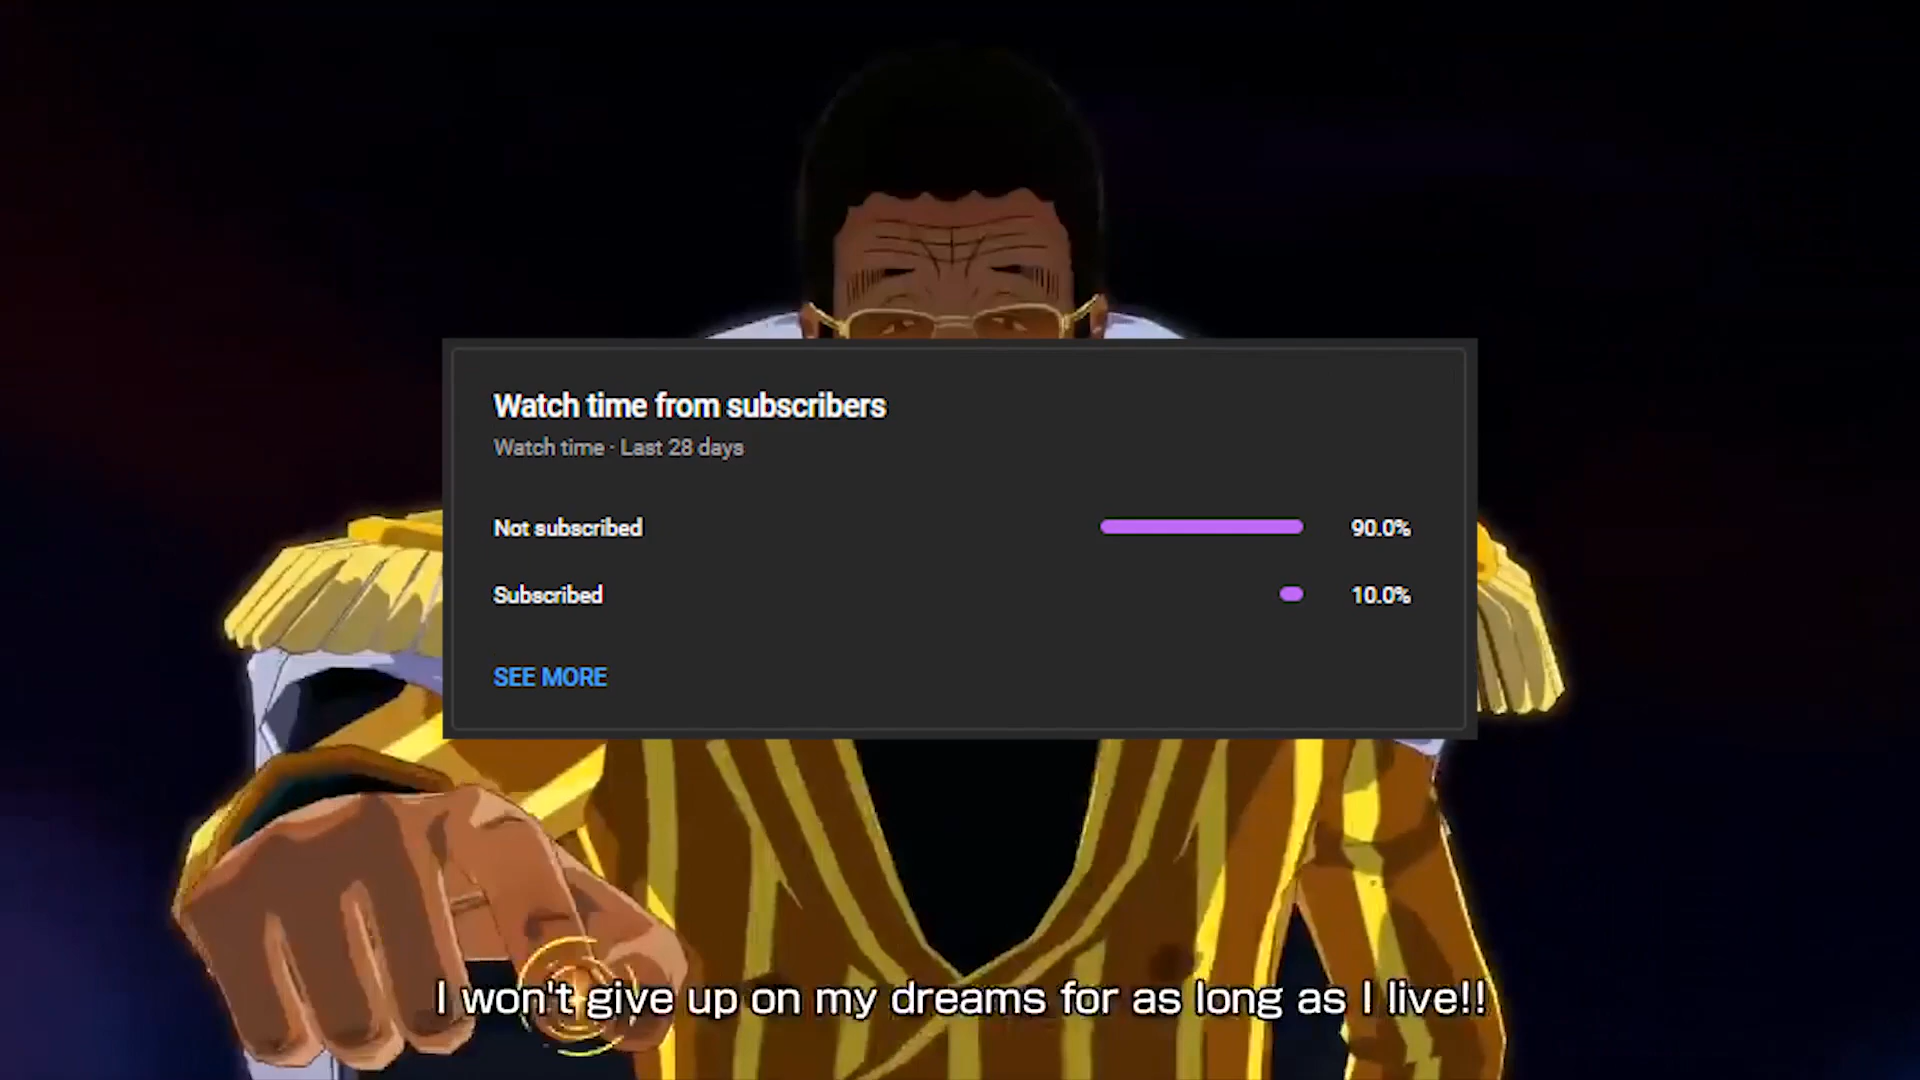 Watch time from subscribers
Watch time · Last 28 days
Not subscribed 90.0%
Subscribed 10.0%
SEE MORE
I won't give up on my dreams for as long as I live!!